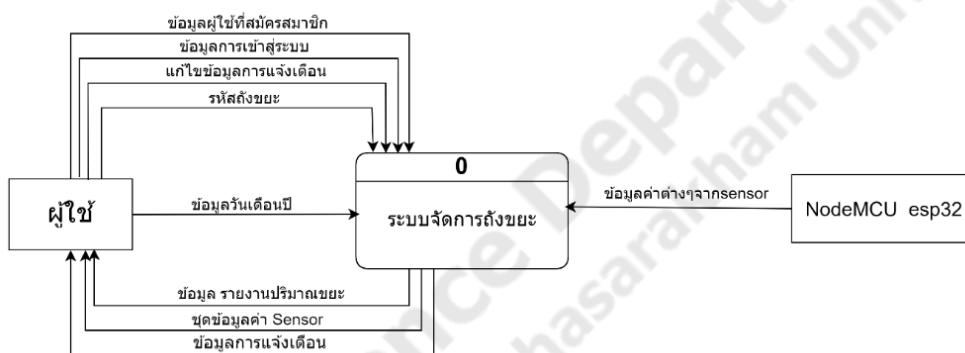 ข้อมูลผู้ใช้ที่สมัครสมาชิก
ข้อมูลการเข้าสู่ระบบ
แก้ไขข้อมูลการแจ้งเตือน
รหัสถังขยะ
0
ผู้ใช้
ข้อมูลวันเดือนปี
ระบบจัดการถังขยะ
ข้อมูลค่าต่างๆจากsensor
NodeMCU esp32
ข้อมูล รายงานปริมาณขยะ
ชุดข้อมูลค่า Sensor
ข้อมูลการแจ้งเตือน